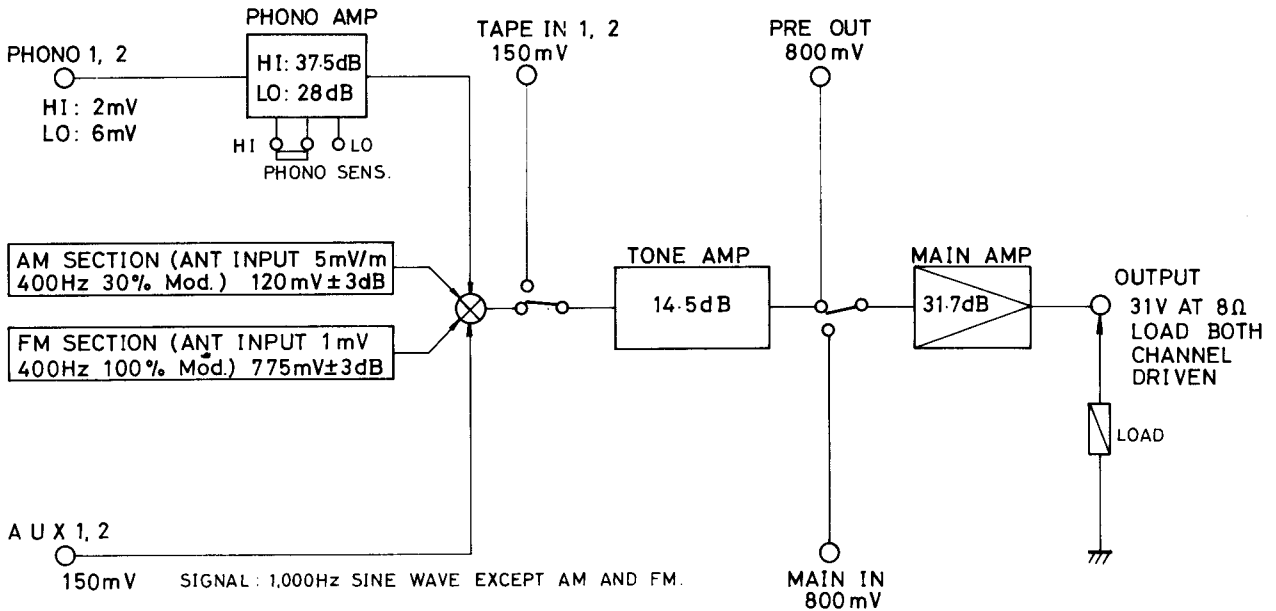 PHONO AMP
PHONO 1, 2
HI: 37.5dB
LO: 28dB
HI: 2mV
LO: 6mV
HI
LO
PHONO SENS.
TAPE IN 1, 2
150mV
PRE OUT
800mV
AM SECTION (ANT INPUT 5mV/m
400Hz 30% Mod.) 120mV±3dB
FM SECTION (ANT INPUT 1mV
400Hz 100% Mod.) 775mV±3dB
TONE AMP
14.5dB
MAIN AMP
31.7dB
OUTPUT
31V AT 8Ω
LOAD BOTH
CHANNEL
DRIVEN
LOAD
AUX 1, 2
150mV
SIGNAL: 1,000Hz SINE WAVE EXCEPT AM AND FM.
MAIN IN
800mV